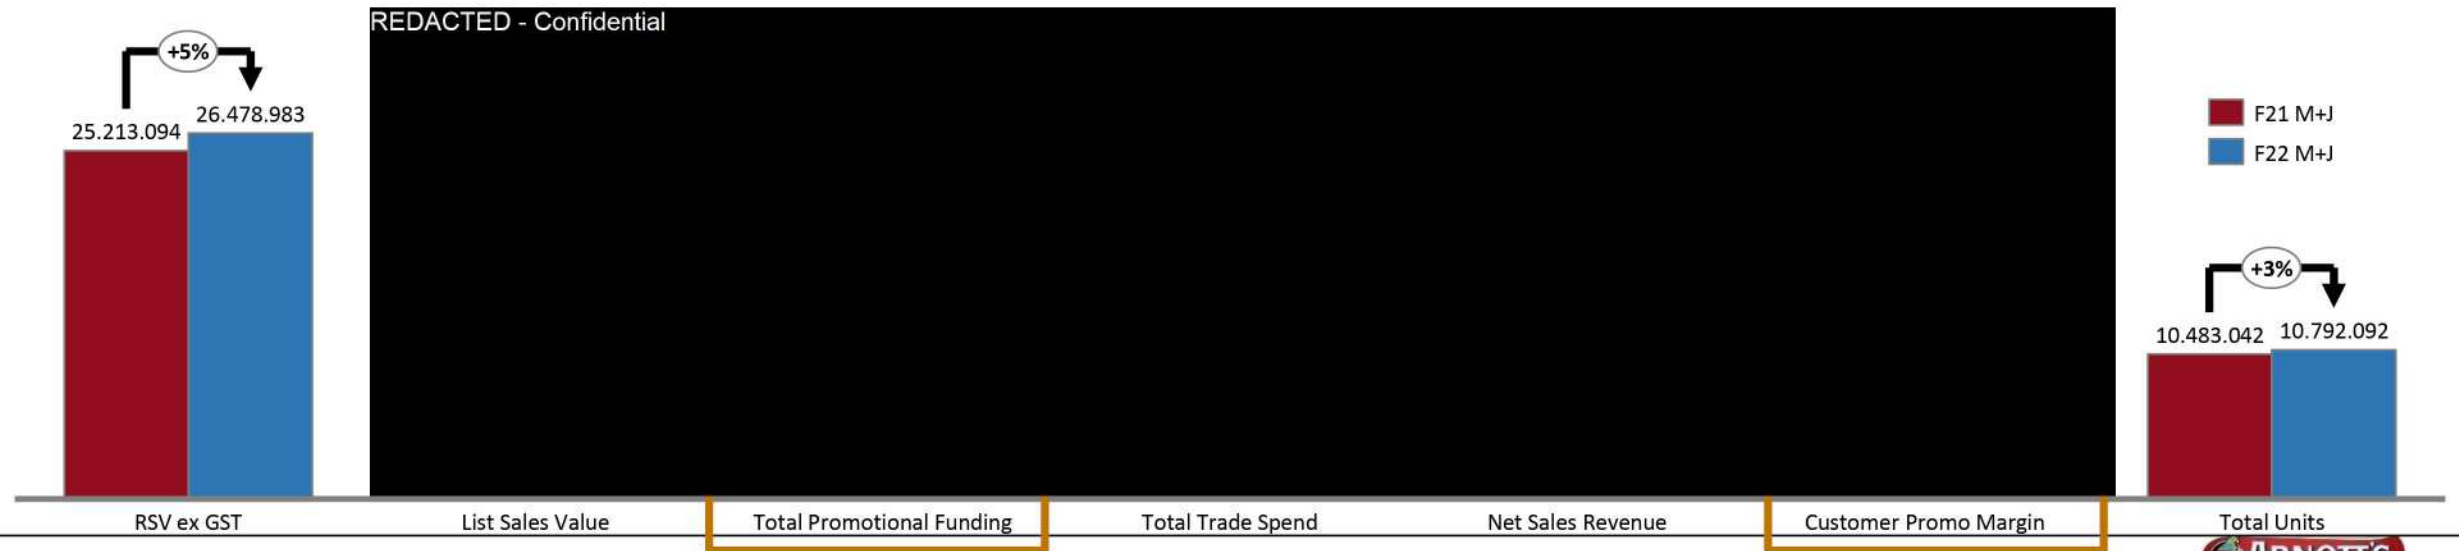 REDACTED - Confidential
+5%
26.478.983
25.213.094
F21 M+J
F22 M+J
+3%
10.483.042
10.792.092
RSV ex GST
List Sales Value
Total Promotional Funding
Total Trade Spend
Net Sales Revenue
Customer Promo Margin
Total Units
ARNOTT'S